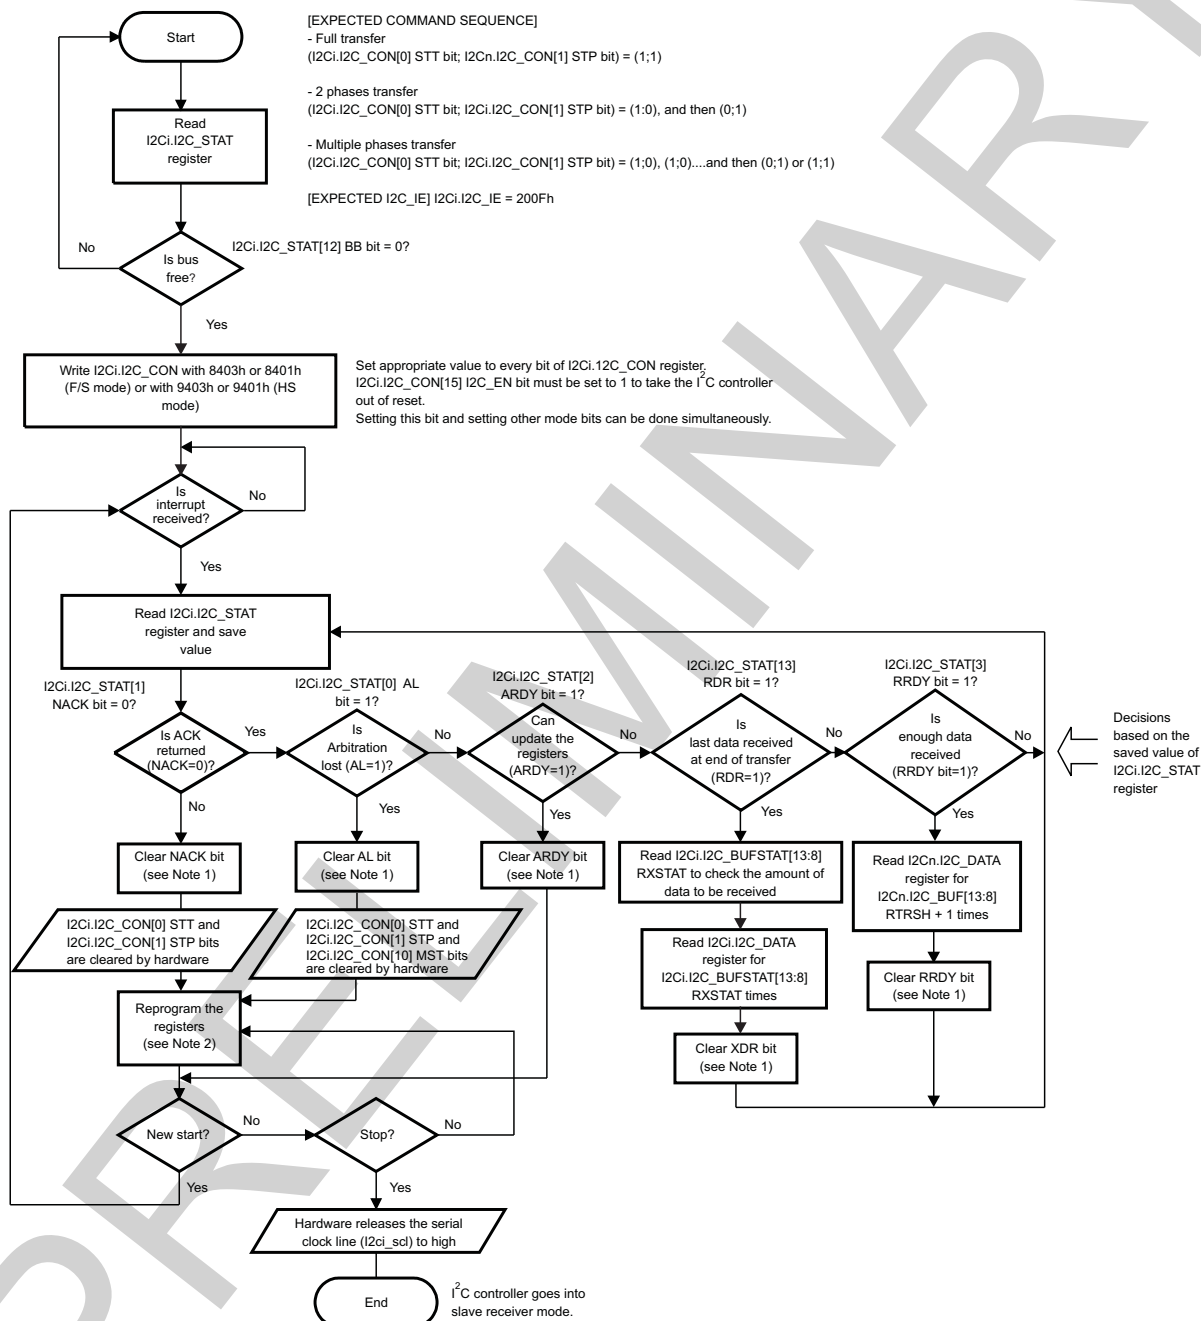 Start
[EXPECTED COMMAND SEQUENCE]
- Full transfer
(I2Ci.I2C_CON[0] STT bit; I2Cn.I2C_CON[1] STP bit) = (1;1)
- 2 phases transfer
(I2Ci.I2C_CON[0] STT bit; I2Ci.I2C_CON[1] STP bit) = (1:0), and then (0;1)
- Multiple phases transfer
(I2Ci.I2C_CON[0] STT bit; I2Ci.I2C_CON[1] STP bit) = (1;0), (1;0)....and then (0;1) or (1;1)
[EXPECTED I2C_IE] I2Ci.I2C_IE = 200Fh
Read
I2Ci.I2C_STAT
register
No
I2Ci.I2C_STAT[12] BB bit = 0?
Is bus
free?
Yes
Write I2Ci.I2C_CON with 8403h or 8401h
(F/S mode) or with 9403h or 9401h (HS
mode)
Set appropriate value to every bit of I2Ci.12C_CON register.
I2Ci.I2C_CON[15] I2C_EN bit must be set to 1 to take the I2C controller
out of reset.
Setting this bit and setting other mode bits can be done simultaneously.
Is
interrupt
received?
No
Yes
Read I2Ci.I2C_STAT
register and save
value
I2Ci.I2C_STAT[1]
NACK bit = 0?
Is ACK
returned
(NACK=0)?
Yes
No
I2Ci.I2C_STAT[0] AL
bit = 1?
Is
Arbitration
lost (AL=1)?
No
Yes
I2Ci.I2C_STAT[2]
ARDY bit = 1?
Can
update the
registers
(ARDY=1)?
No
Yes
I2Ci.I2C_STAT[13]
RDR bit = 1?
Is
last data received
at end of transfer
(RDR=1)?
No
Yes
I2Ci.I2C_STAT[3]
RRDY bit = 1?
Is
enough data
received
(RRDY bit=1)?
No
Yes
Decisions
based on the
saved value of
I2Ci.I2C_STAT
register
Clear NACK bit
(see Note 1)
Clear AL bit
(see Note 1)
Clear ARDY bit
(see Note 1)
Read I2Ci.I2C_BUFSTAT[13:8]
RXSTAT to check the amount of
data to be received
Read I2Cn.I2C_DATA
register for
I2Cn.I2C_BUF[13:8]
RTRSH + 1 times
I2Ci.I2C_CON[0] STT and
I2Ci.I2C_CON[1] STP bits
are cleared by hardware
I2Ci.I2C_CON[0] STT and
I2Ci.I2C_CON[1] STP and
I2Ci.I2C_CON[10] MST bits
are cleared by hardware
Read I2Ci.I2C_DATA
register for
I2Ci.I2C_BUFSTAT[13:8]
RXSTAT times
Clear RRDY bit
(see Note 1)
Reprogram the
registers
(see Note 2)
Clear XDR bit
(see Note 1)
New start?
No
Yes
Stop?
No
Yes
Hardware releases the serial
clock line (I2ci_scl) to high
End
I2C controller goes into
slave receiver mode.
PRELIMINARY